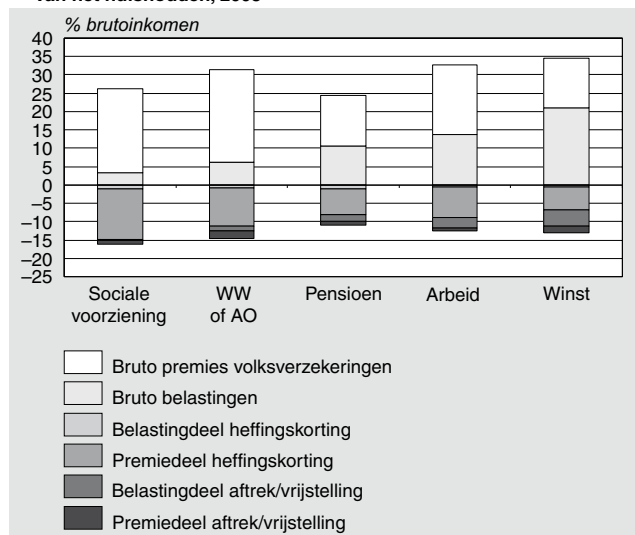 van het huishouden, 2005
% brutoinkomen
40
35
30
25
20
15
10
5
0
–5
–10
–15
–20
–25
Sociale voorziening
WW of AO
Pensioen
Arbeid
Winst
Bruto premies volksverzekeringen
Bruto belastingen
Belastingdeel heffingskorting
Premiedeel heffingskorting
Belastingdeel aftrek/vrijstelling
Premiedeel aftrek/vrijstelling